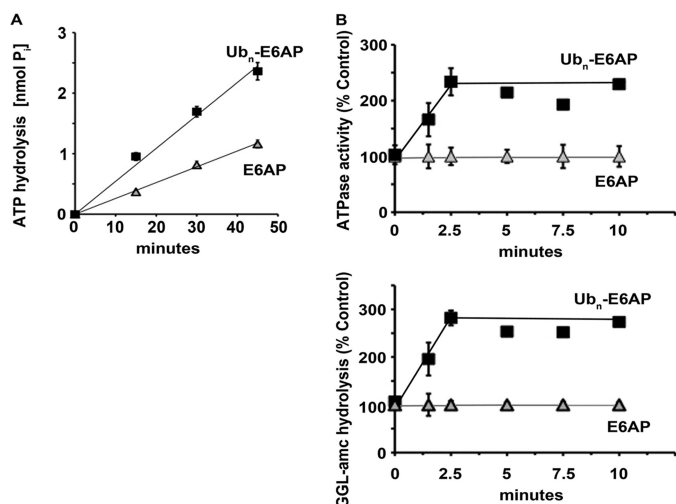 A
ATP hydrolysis [nmol Pi]
3
2
1
0
Ubn-E6AP
E6AP
0 10 20 30 40 50
minutes
B
ATPase activity (% Control)
300
200
100
0
Ubn-E6AP
E6AP
0 2.5 5 7.5 10
minutes
GGL-amc hydrolysis (% Control)
300
200
100
0
Ubn-E6AP
E6AP
0 2.5 5 7.5 10
minutes